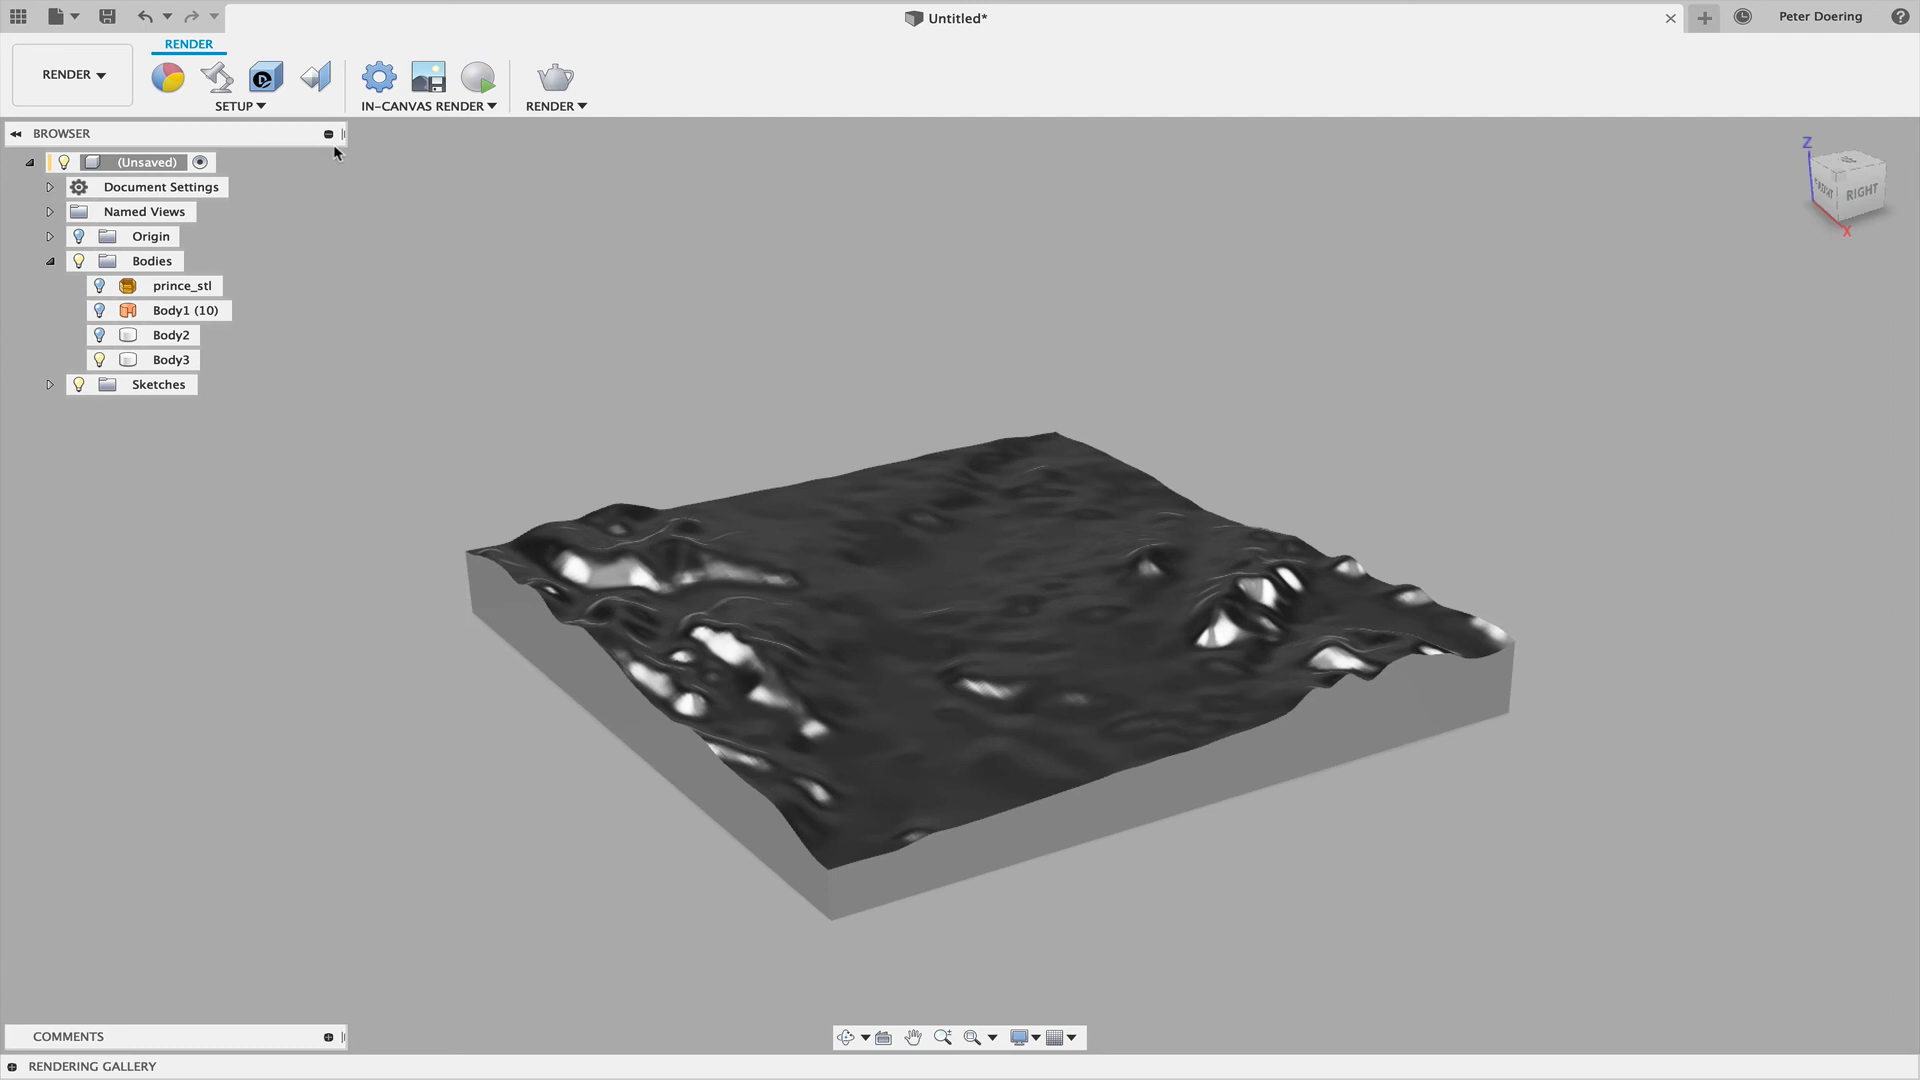 Untitled*
Peter Doering
RENDER
RENDER
SETUP
IN-CANVAS RENDER
RENDER
BROWSER
(Unsaved)
Document Settings
Named Views
Origin
Bodies
prince_stl
Body1 (10)
Body2
Body3
Sketches
Z
FRONT
RIGHT
X
COMMENTS
RENDERING GALLERY